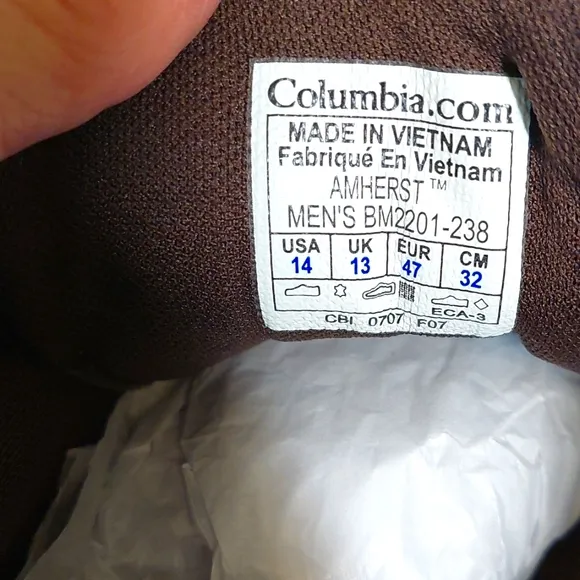 Columbia.com
MADE IN VIETNAM
Fabriqué En Vietnam
AMHERST™
MEN'S BM2201-238
USA UK EUR CM
14 13 47 32
ECA-3
CBI 0707 F07